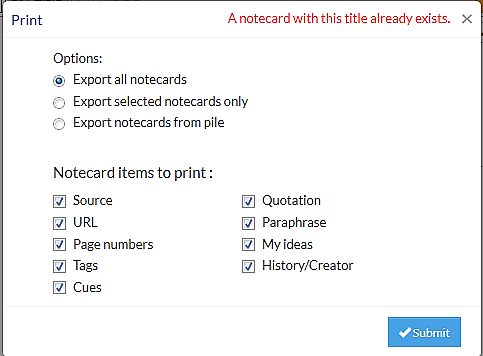 Print
A notecard with this title already exists. ×
Options:
Export all notecards
Export selected notecards only
Export notecards from pile
Notecard items to print :
Source
Quotation
URL
Paraphrase
Page numbers
My ideas
Tags
History/Creator
Cues
Submit